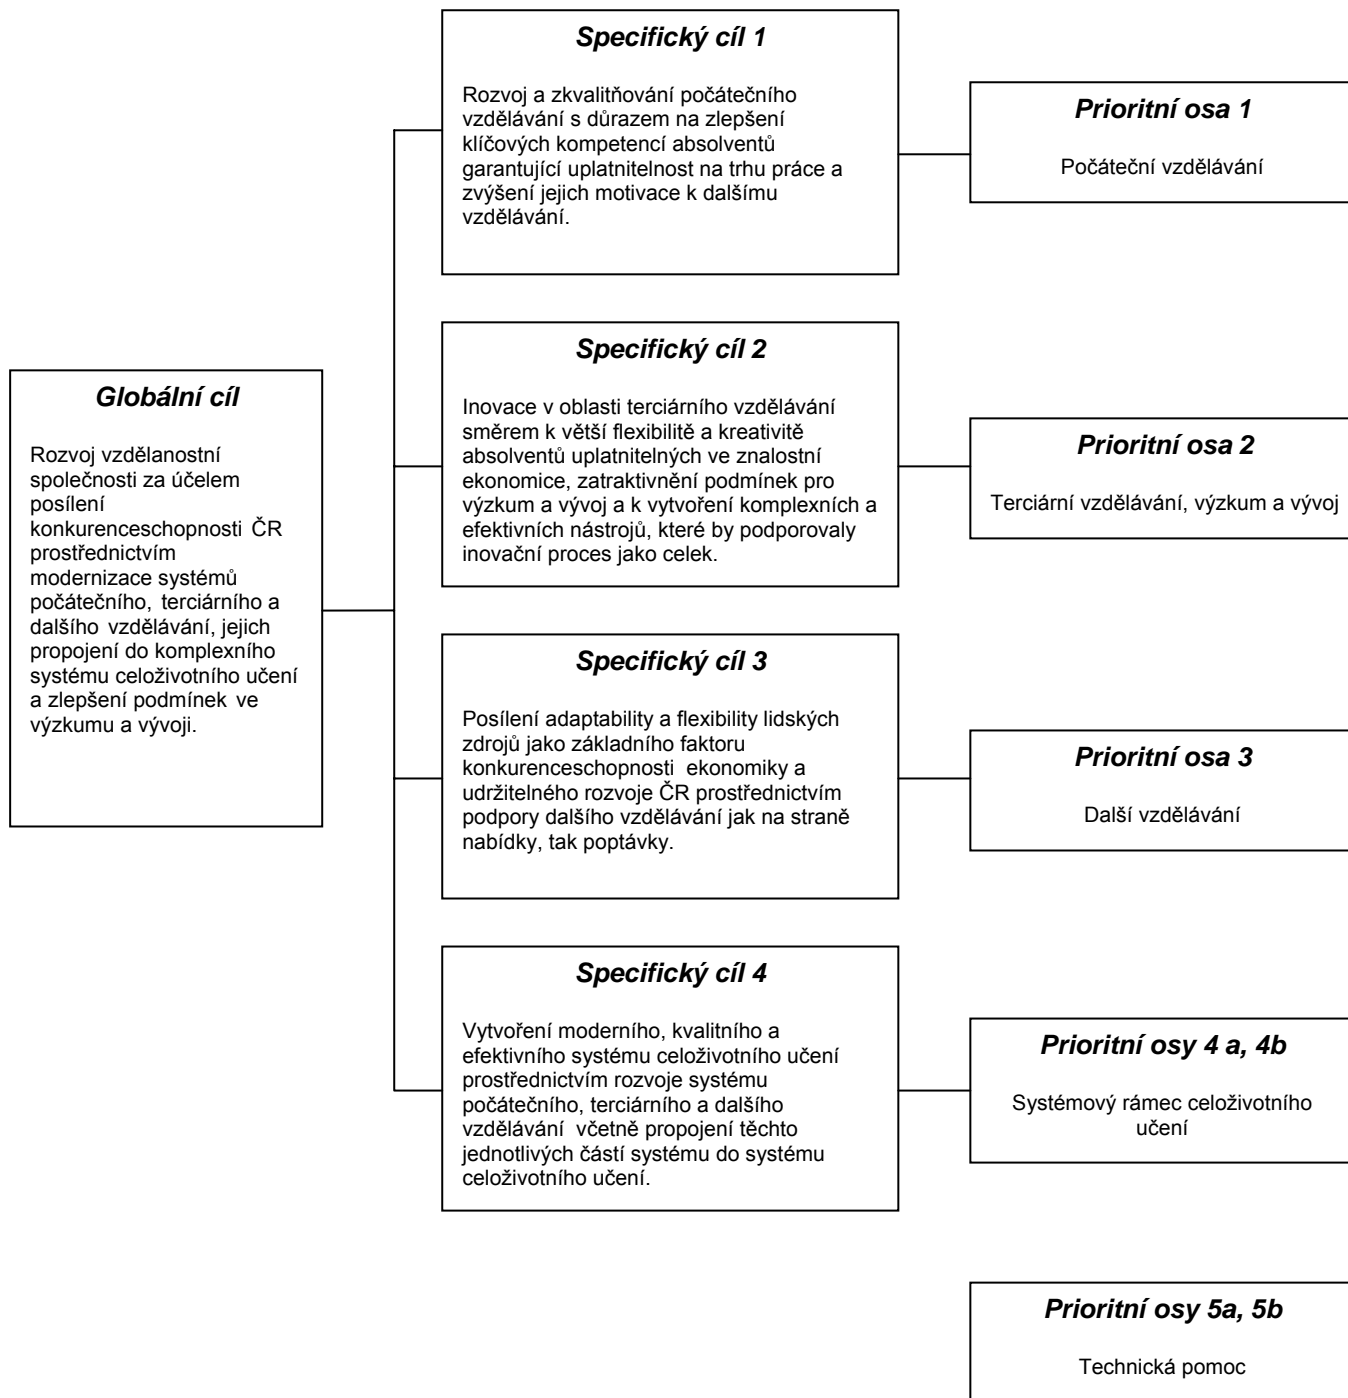 Globální cíl
Rozvoj vzdělanostní
společnosti za účelem
posílení
konkurenceschopnosti ČR
prostřednictvím
modernizace systémů
počátečního, terciárního a
dalšího vzdělávání, jejich
propojení do komplexního
systému celoživotního učení
a zlepšení podmínek ve
výzkumu a vývoji.
Specifický cíl 1
Rozvoj a zkvalitňování počátečního
vzdělávání s důrazem na zlepšení
klíčových kompetencí absolventů
garantující uplatnitelnost na trhu práce a
zvýšení jejich motivace k dalšímu
vzdělávání.
Prioritní osa 1
Počáteční vzdělávání
Specifický cíl 2
Inovace v oblasti terciárního vzdělávání
směrem k větší flexibilitě a kreativitě
absolventů uplatnitelných ve znalostní
ekonomice, zatraktivnění podmínek pro
výzkum a vývoj a k vytvoření komplexních a
efektivních nástrojů, které by podporovaly
inovační proces jako celek.
Prioritní osa 2
Terciární vzdělávání, výzkum a vývoj
Specifický cíl 3
Posílení adaptability a flexibility lidských
zdrojů jako základního faktoru
konkurenceschopnosti ekonomiky a
udržitelného rozvoje ČR prostřednictvím
podpory dalšího vzdělávání jak na straně
nabídky, tak poptávky.
Prioritní osa 3
Další vzdělávání
Specifický cíl 4
Vytvoření moderního, kvalitního a
efektivního systému celoživotního učení
prostřednictvím rozvoje systému
počátečního, terciárního a dalšího
vzdělávání včetně propojení těchto
jednotlivých částí systému do systému
celoživotního učení.
Prioritní osy 4 a, 4b
Systémový rámec celoživotního
učení
Prioritní osy 5a, 5b
Technická pomoc